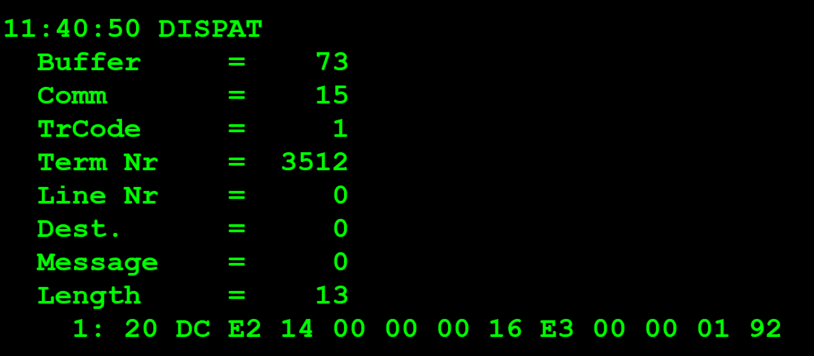 11:40:50 DISPAT
Buffer = 73
Comm = 15
TrCode = 1
Term Nr = 3512
Line Nr = 0
Dest. = 0
Message = 0
Length = 13
1: 20 DC E2 14 00 00 00 16 E3 00 00 01 92